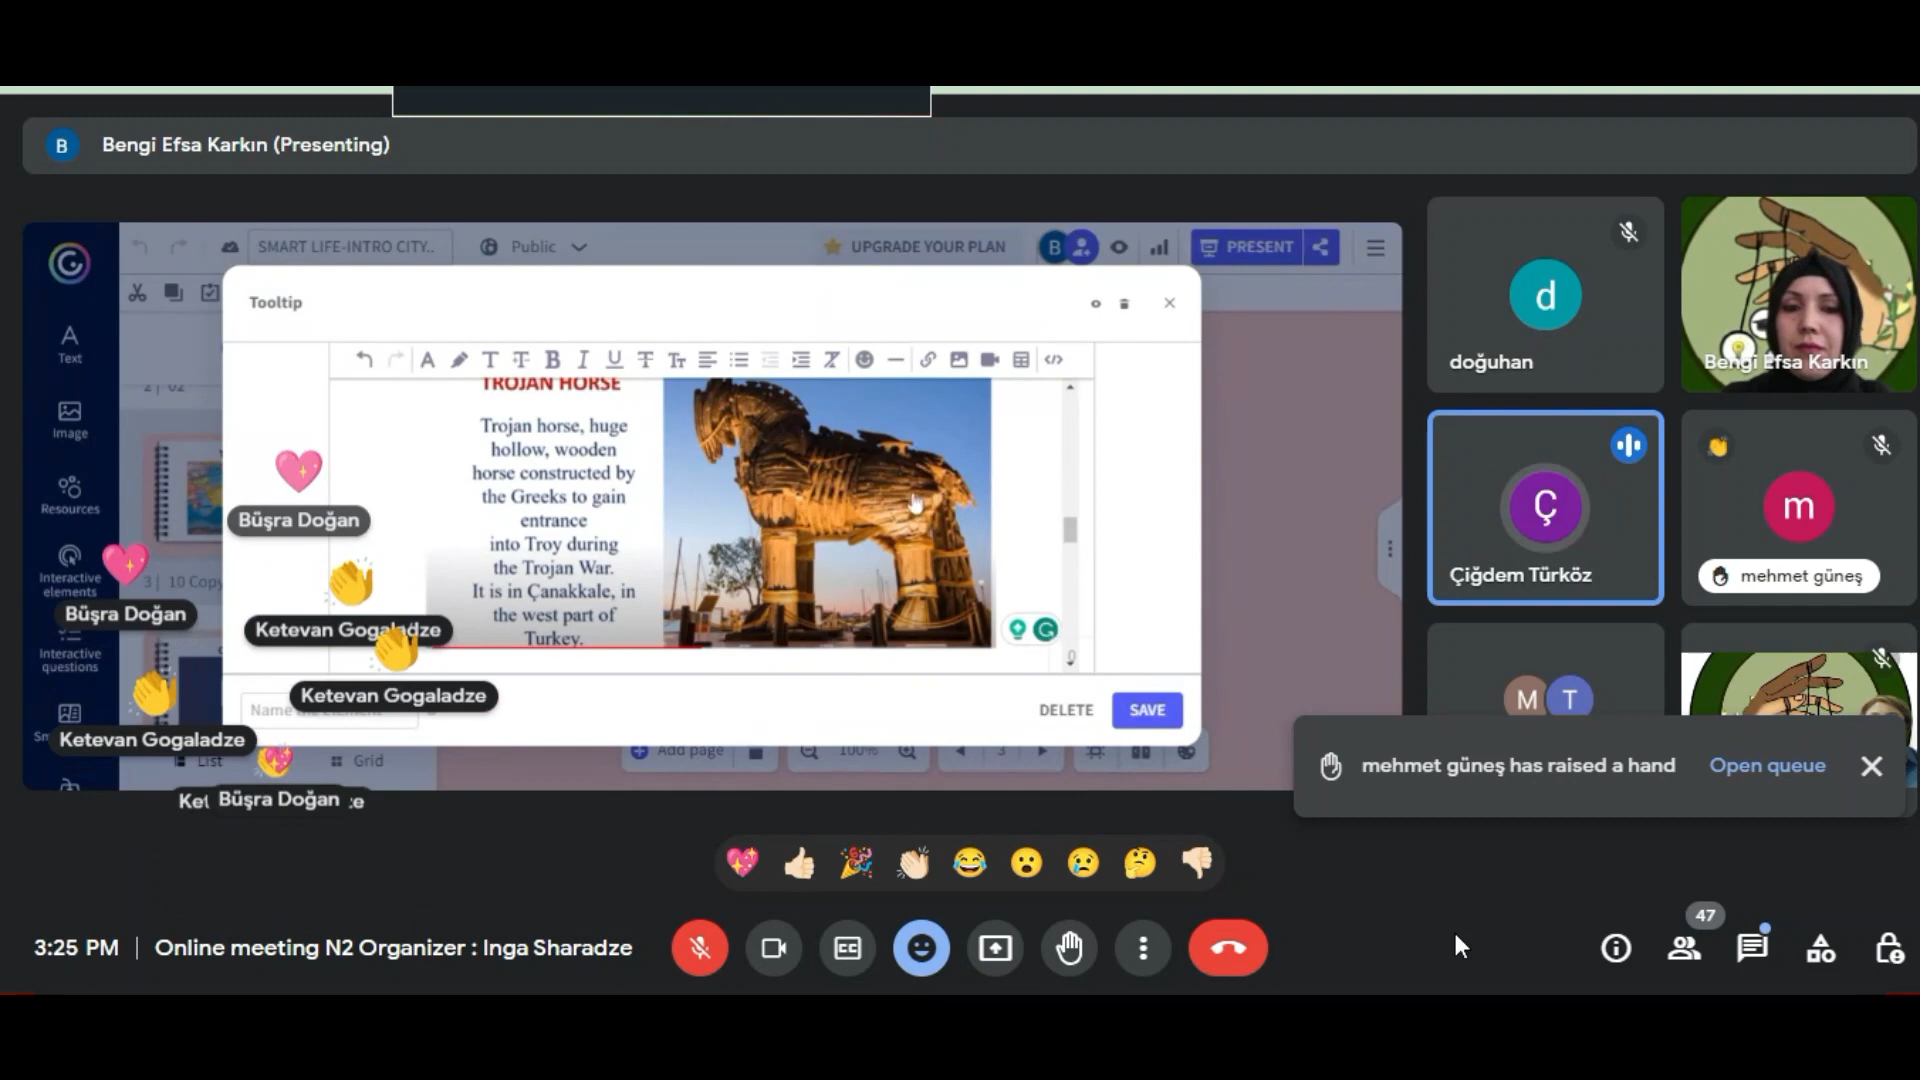 B Bengi Efsa Karkın (Presenting)
SMART LIFE-INTRO CITY..
Public
UPGRADE YOUR PLAN
B
PRESENT
Tooltip
Text
Image
Resources
Interactive
elements
Interactive
questions
2 | 02
3 | 10 Copy
TROJAN HORSE
Trojan horse, huge
hollow, wooden
horse constructed by
the Greeks to gain
entrance
into Troy during
the Trojan War.
It is in Çanakkale, in
the west part of
Turkey.
DELETE
SAVE
List
Grid
Add page
100%
3
Büşra Doğan
Büşra Doğan
Ketevan Gogaladze
Ketevan Gogaladze
Ketevan Gogaladze
Büşra Doğan
d
doğuhan
Bengi Efsa Karkın
Ç
Çiğdem Türköz
m
mehmet güneş
M T
mehmet güneş has raised a hand
Open queue
3:25 PM
Online meeting N2 Organizer : Inga Sharadze
47